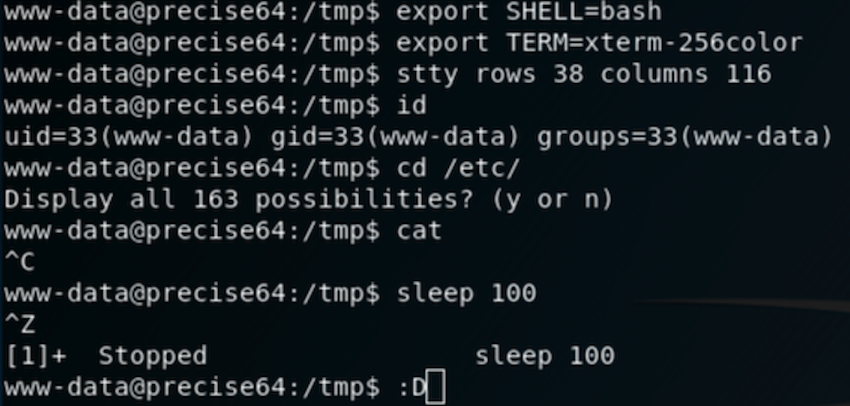 www-data@precise64:/tmp$ export SHELL=bash
www-data@precise64:/tmp$ export TERM=xterm-256color
www-data@precise64:/tmp$ stty rows 38 columns 116
www-data@precise64:/tmp$ id
uid=33(www-data) gid=33(www-data) groups=33(www-data)
www-data@precise64:/tmp$ cd /etc/
Display all 163 possibilities? (y or n)
www-data@precise64:/tmp$ cat
^C
www-data@precise64:/tmp$ sleep 100
^Z
[1]+  Stopped                 sleep 100
www-data@precise64:/tmp$ :D